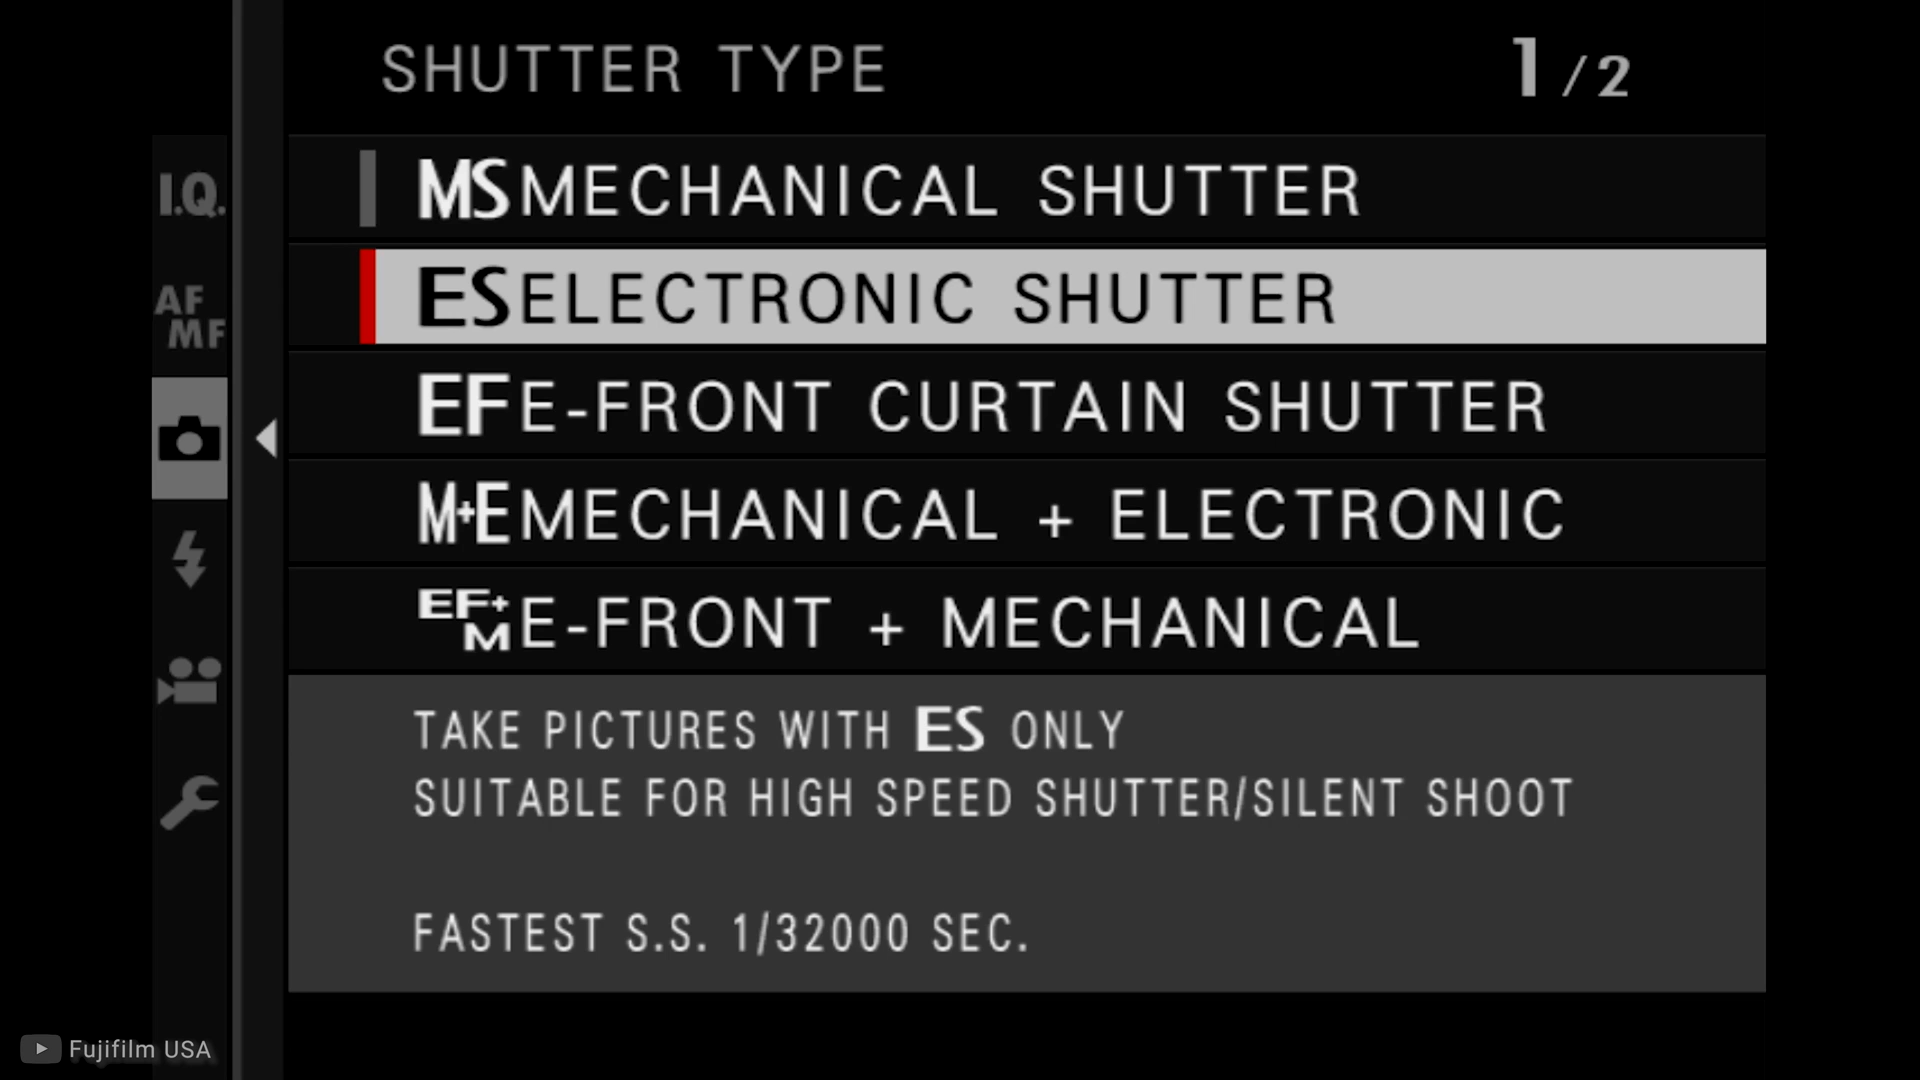 SHUTTER TYPE 1/2
I.Q.
AF
MF
MS MECHANICAL SHUTTER
ES ELECTRONIC SHUTTER
EF E-FRONT CURTAIN SHUTTER
M+E MECHANICAL + ELECTRONIC
EF+M E-FRONT + MECHANICAL
TAKE PICTURES WITH ES ONLY
SUITABLE FOR HIGH SPEED SHUTTER/SILENT SHOOT
FASTEST S.S. 1/32000 SEC.
Fujifilm USA